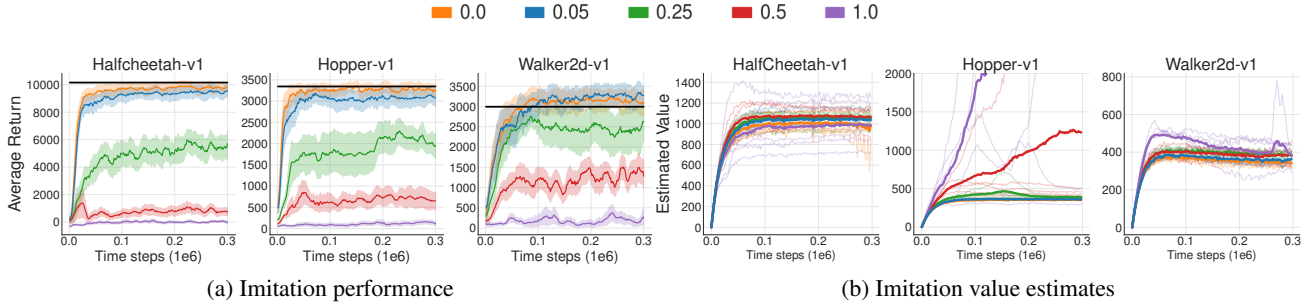 0.0 0.05 0.25 0.5 1.0
Halfcheetah-v1 Hopper-v1 Walker2d-v1 HalfCheetah-v1 Hopper-v1 Walker2d-v1
Average Return
10000
8000
6000
4000
2000
0
0.0 0.1 0.2 0.3
Time steps (1e6)
3500
3000
2500
2000
1500
1000
500
0
0.0 0.1 0.2 0.3
Time steps (1e6)
3500
3000
2500
2000
1500
1000
500
0
0.0 0.1 0.2 0.3
Time steps (1e6)
Estimated Value
1400
1200
1000
800
600
400
200
0
0.0 0.1 0.2 0.3
Time steps (1e6)
2000
1500
1000
500
0
0.0 0.1 0.2 0.3
Time steps (1e6)
800
600
400
200
0
0.0 0.1 0.2 0.3
Time steps (1e6)
(a) Imitation performance
(b) Imitation value estimates